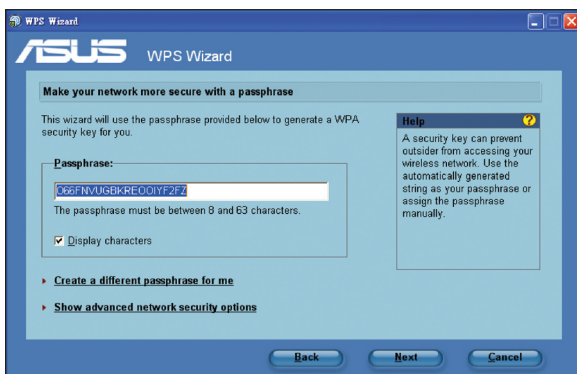 WPS Wizard
ASUS WPS Wizard
Make your network more secure with a passphrase
This wizard will use the passphrase provided below to generate a WPA
security key for you.
Passphrase:
O66FNVUGBKREOOIYF2FZ
The passphrase must be between 8 and 63 characters.
Display characters
Create a different passphrase for me
Show advanced network security options
Help
A security key can prevent
outsider from accessing your
wireless network. Use the
automatically generated
string as your passphrase or
assign the passphrase
manually.
Back Next Cancel